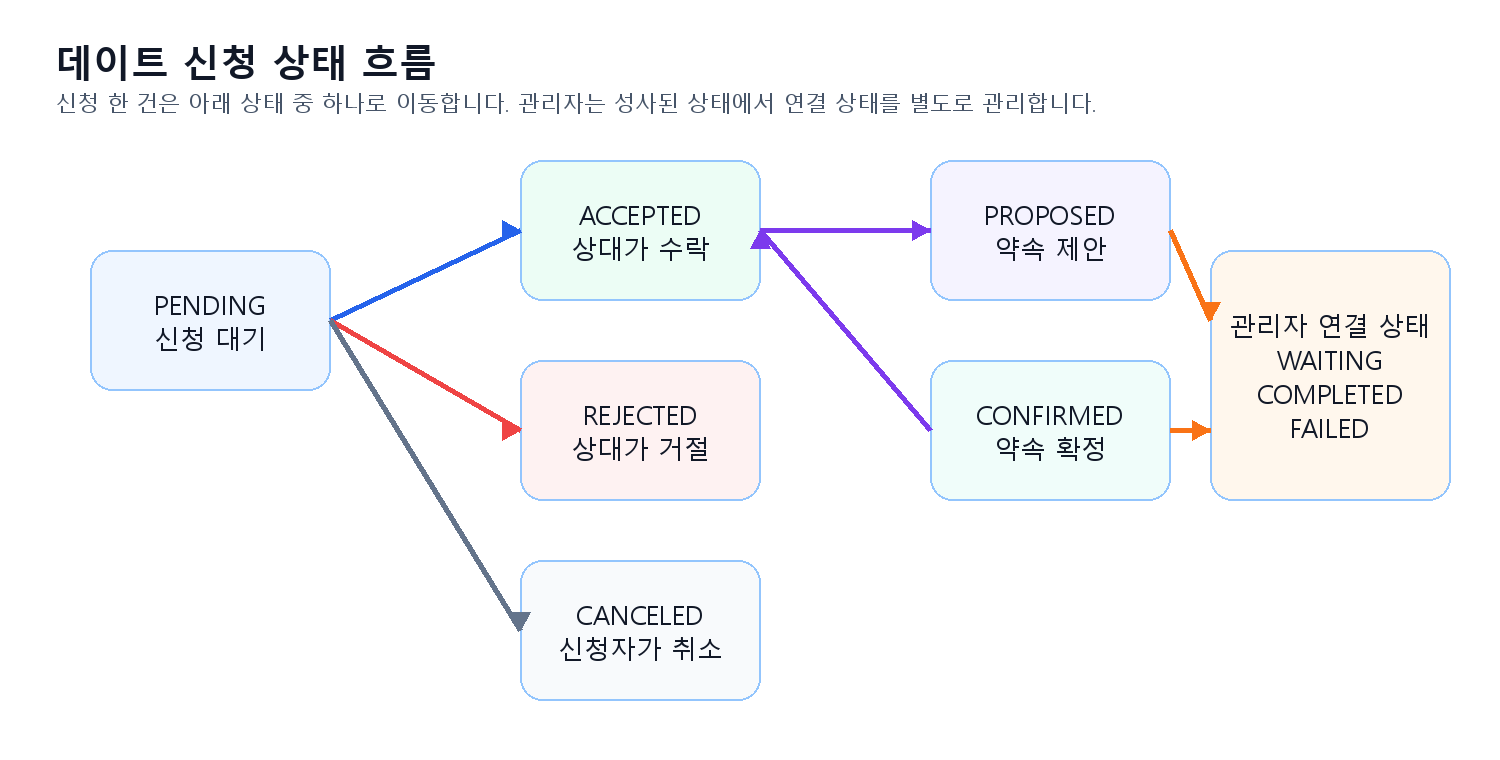 데이트 신청 상태 흐름
신청 한 건은 아래 상태 중 하나로 이동합니다. 관리자는 성사된 상태에서 연결 상태를 별도로 관리합니다.
PENDING
신청 대기
ACCEPTED
상대가 수락
REJECTED
상대가 거절
CANCELED
신청자가 취소
PROPOSED
약속 제안
CONFIRMED
약속 확정
관리자 연결 상태
WAITING
COMPLETED
FAILED